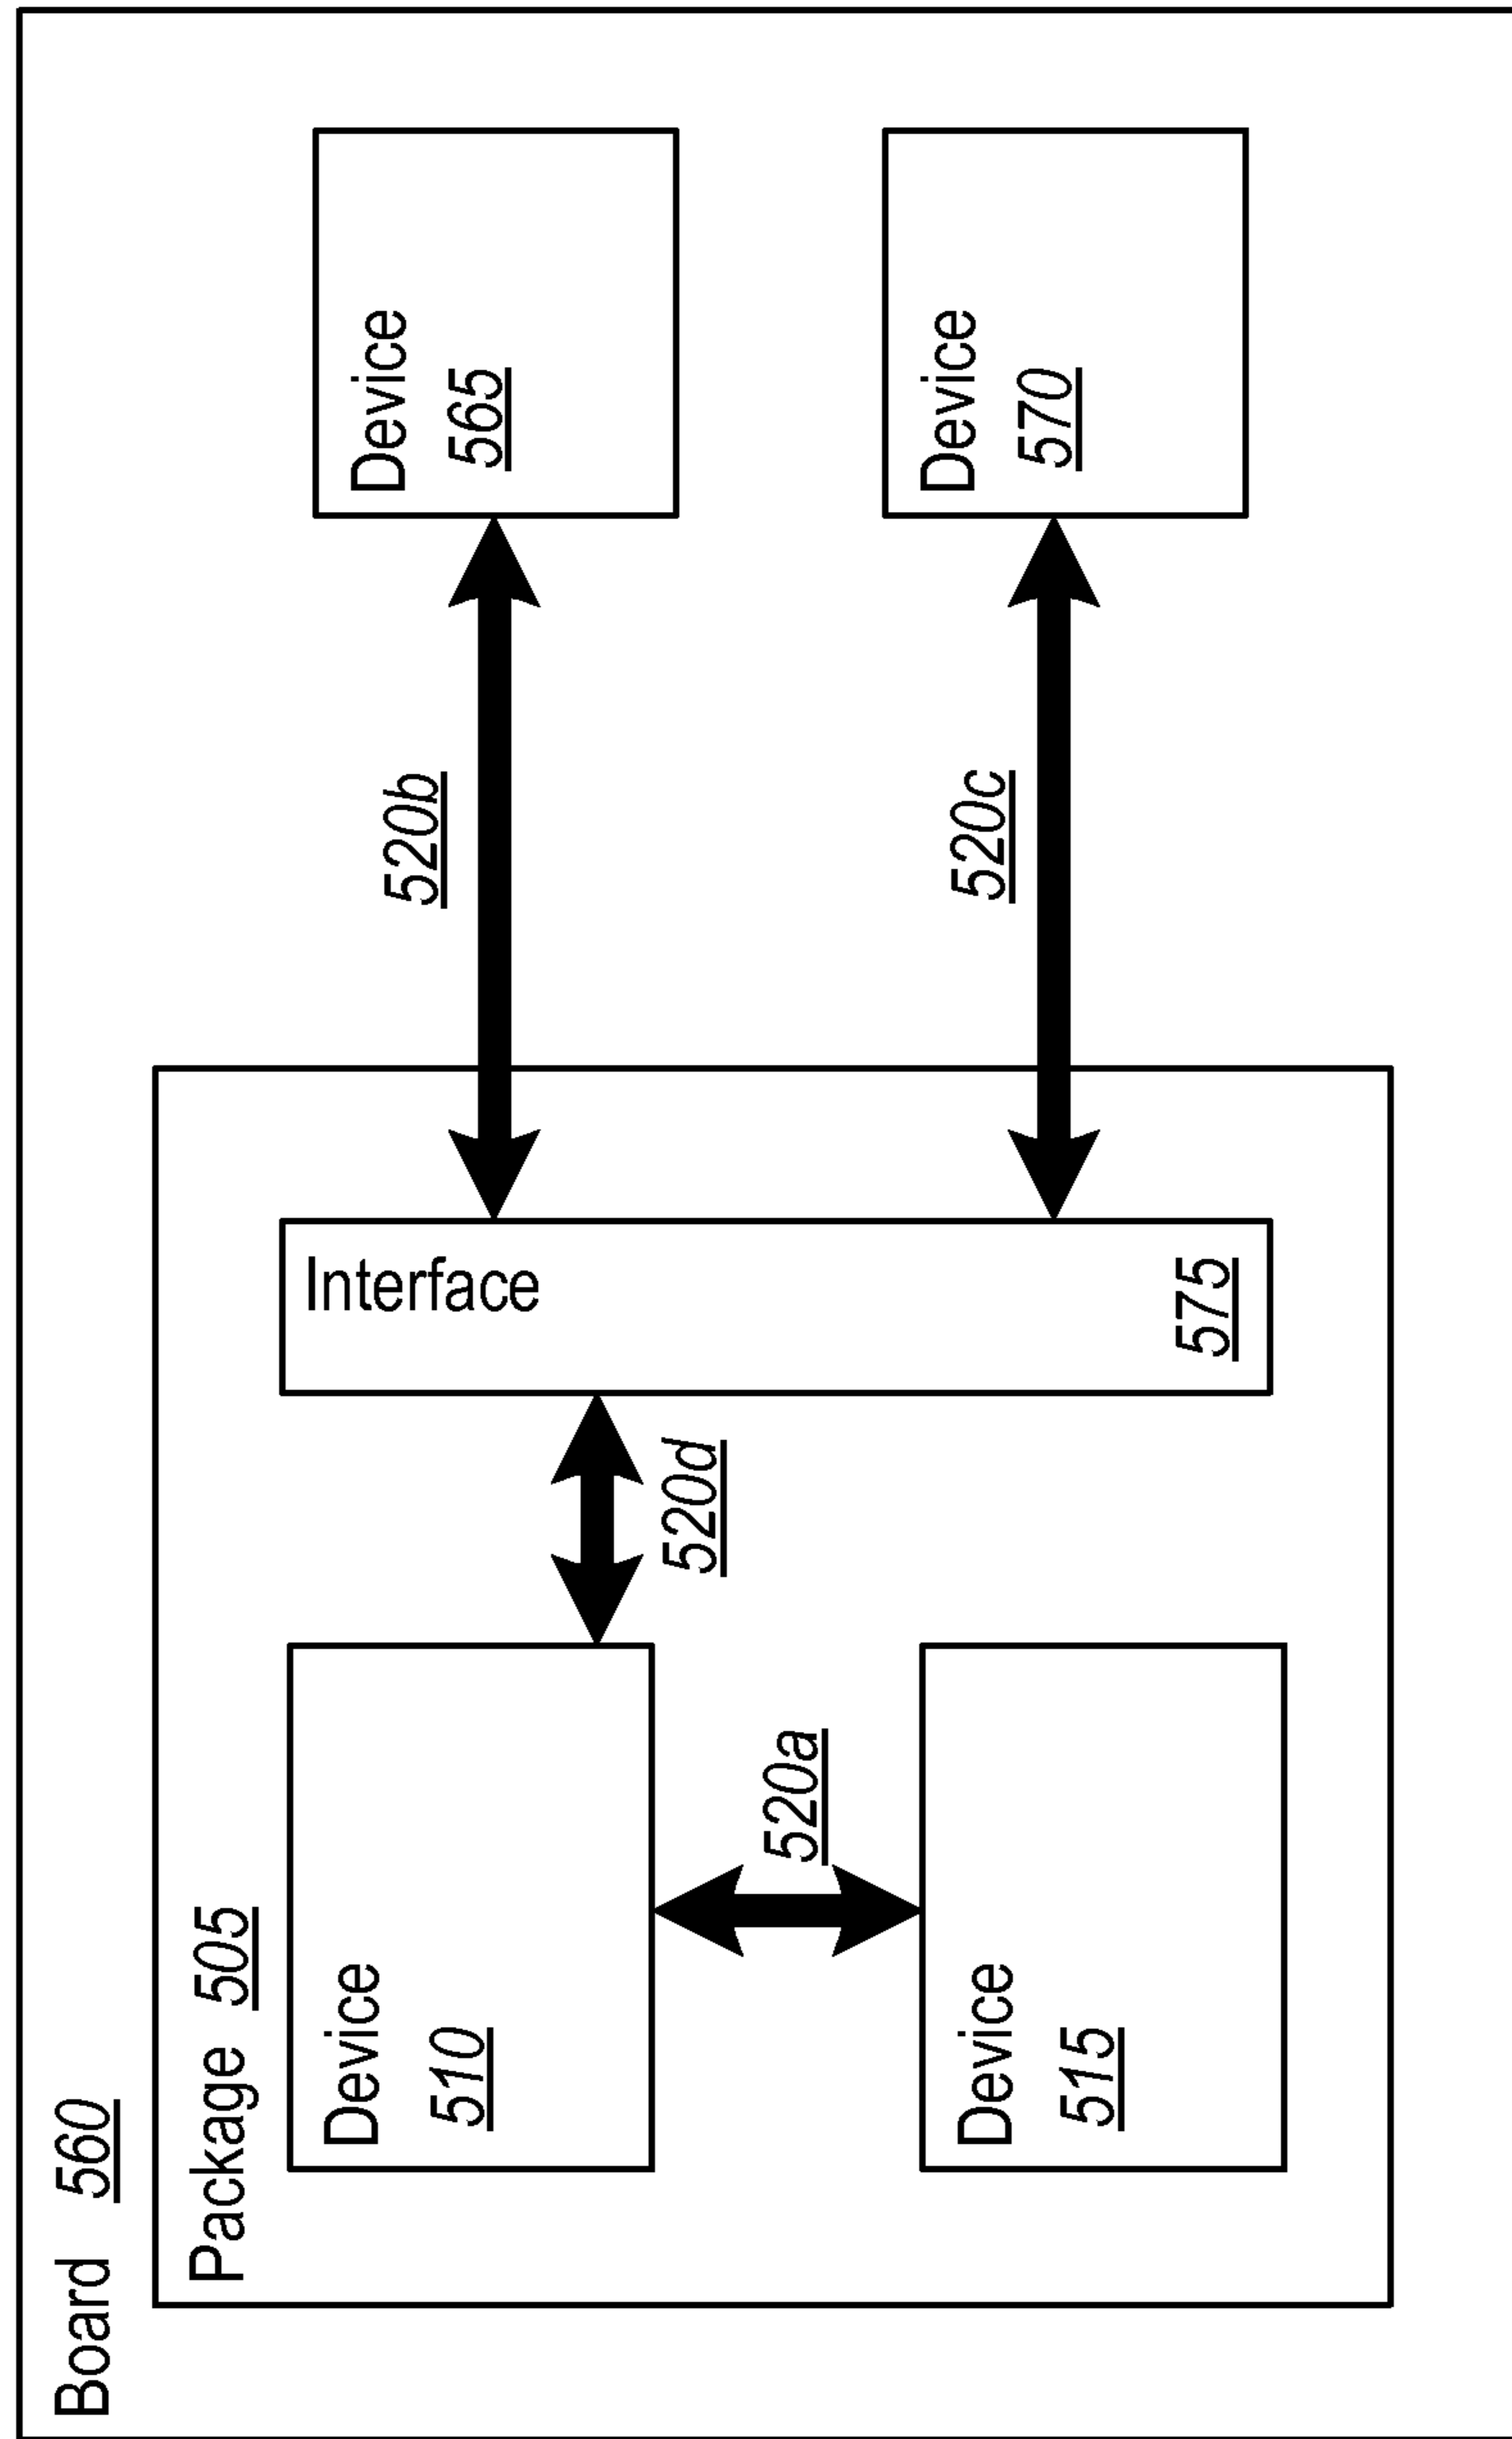 Board 560
Package 505
Device
510
520a
Device
515
520d
Interface
575
520b
520c
Device
565
Device
570